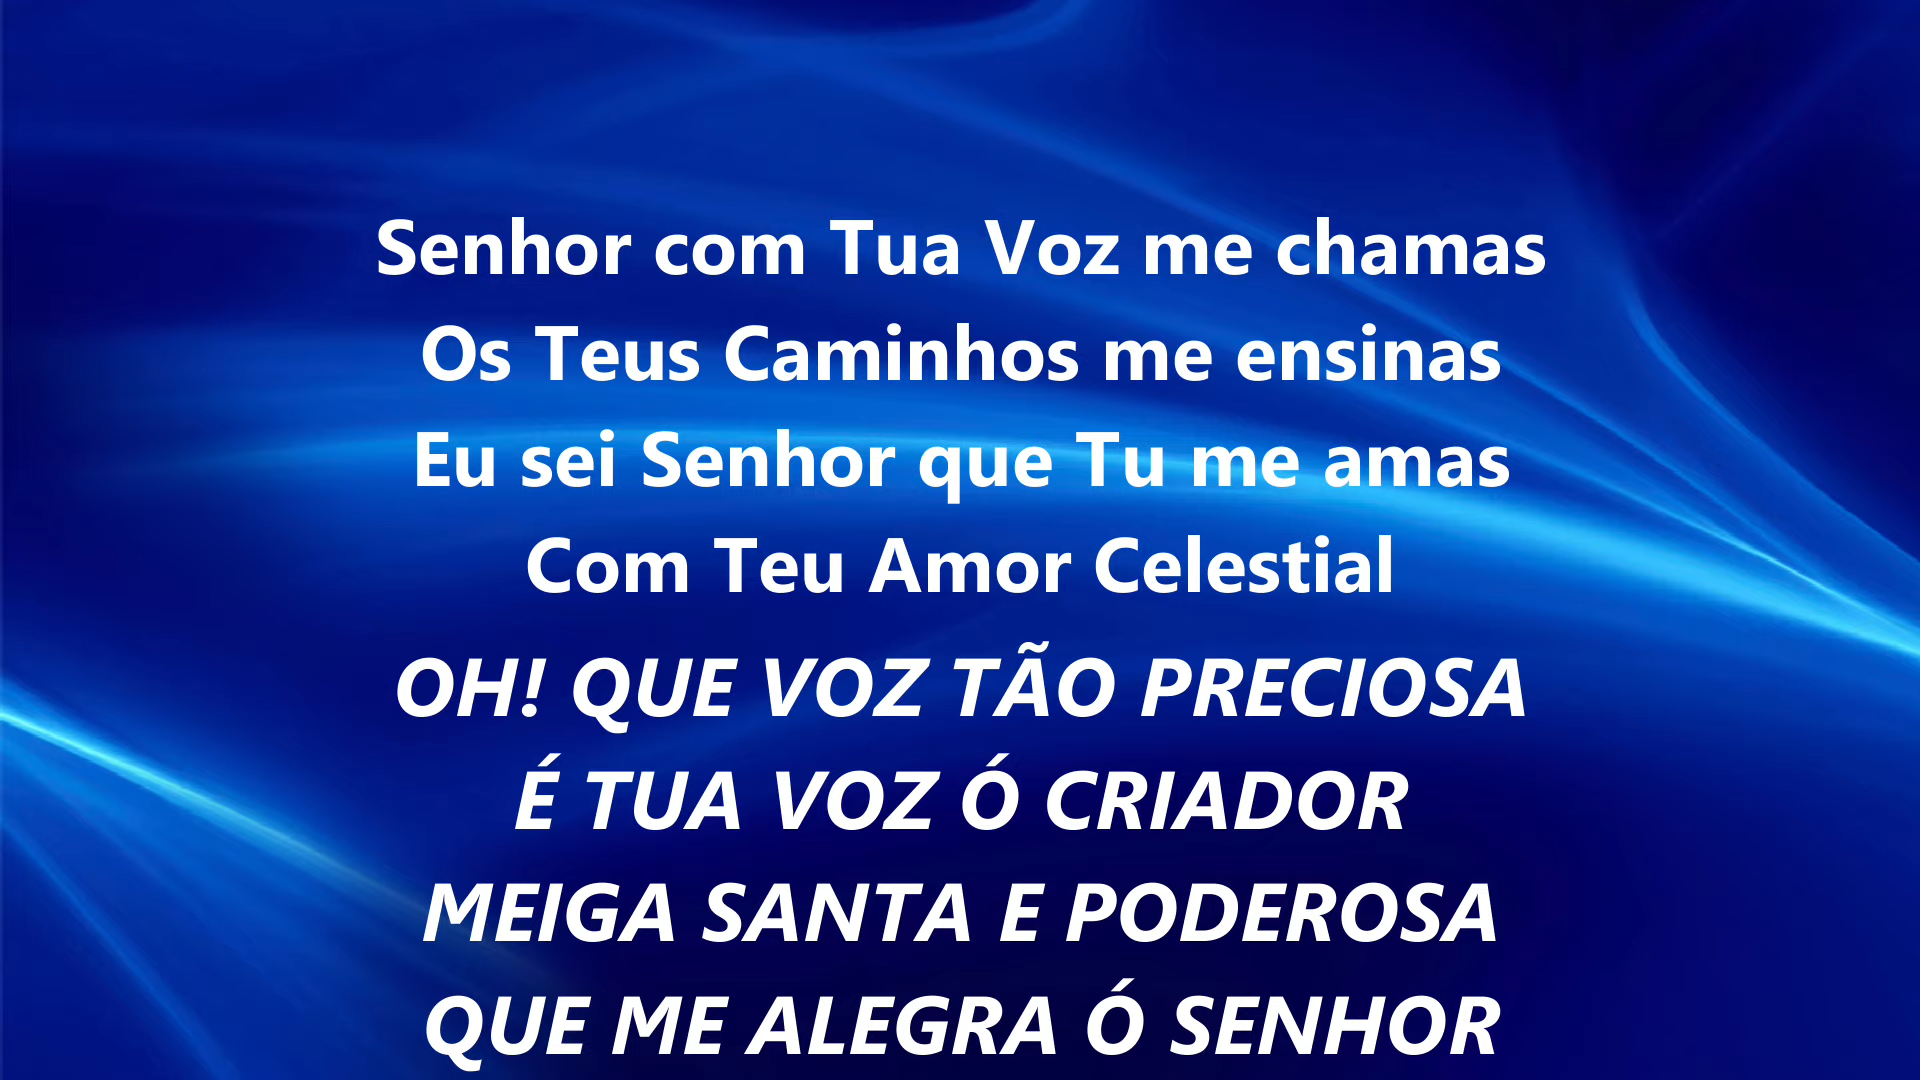 Senhor com Tua Voz me chamas
Os Teus Caminhos me ensinas
Eu sei Senhor que Tu me amas
Com Teu Amor Celestial
OH! QUE VOZ TÃO PRECIOSA
É TUA VOZ Ó CRIADOR
MEIGA SANTA E PODEROSA
QUE ME ALEGRA Ó SENHOR